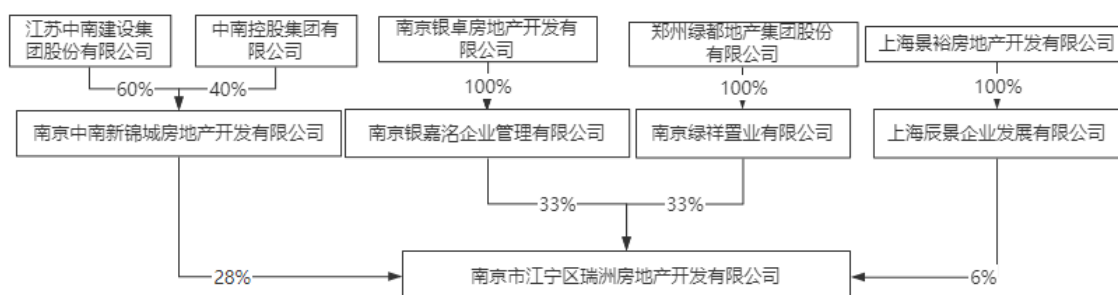 江苏中南建设集
团股份有限公司
中南控股集团有
限公司
南京银卓房地产开发有
限公司
郑州绿都地产集团股份
有限公司
上海景裕房地产开发有限公司
60%
40%
100%
100%
100%
南京中南新锦城房地产开发有限公司
南京银嘉洺企业管理有限公司
南京绿祥置业有限公司
上海辰景企业发展有限公司
33%
33%
28%
南京市江宁区瑞洲房地产开发有限公司
6%